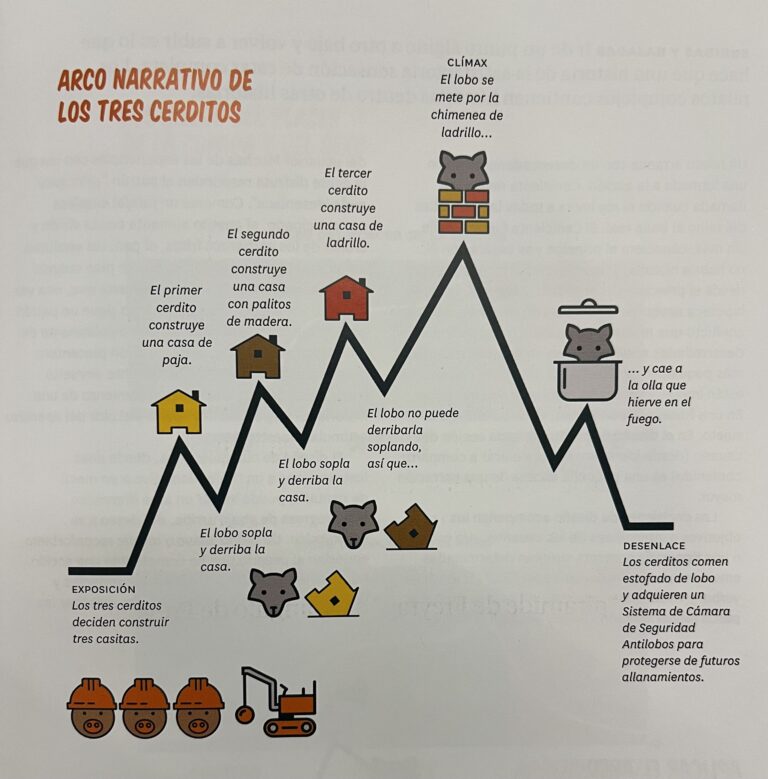 ARCO NARRATIVO DE
LOS TRES CERDITOS
EXPOSICIÓN
Los tres cerditos
deciden construir
tres casitas.
El primer
cerdito
construye
una casa de
paja.
El lobo sopla
y derriba la
casa.
El segundo
cerdito
construye
una casa
con palitos
de madera.
El lobo sopla
y derriba la
casa.
El tercer
cerdito
construye
una casa de
ladrillo.
El lobo no puede
derribarla
soplando,
así que...
CLÍMAX
El lobo se
mete por la
chimenea de
ladrillo...
... y cae a
la olla que
hierve en el
fuego.
DESENLACE
Los cerditos comen
estofado de lobo
y adquieren un
Sistema de Cámara
de Seguridad
Antilobos para
protegerse de futuros
allanamientos.